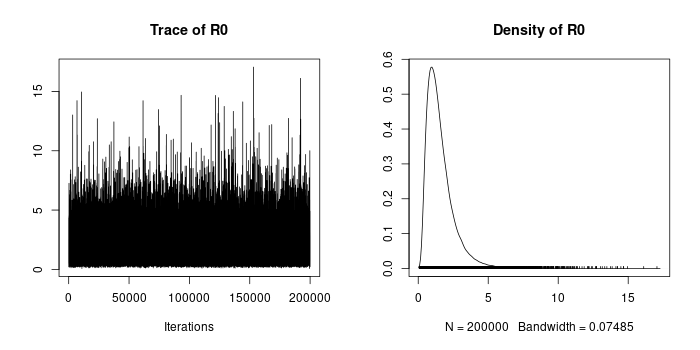 Trace of R0
15
10
5
0
0 50000 100000 150000 200000
Iterations
Density of R0
0.6
0.5
0.4
0.3
0.2
0.1
0.0
0 5 10 15
N = 200000 Bandwidth = 0.07485